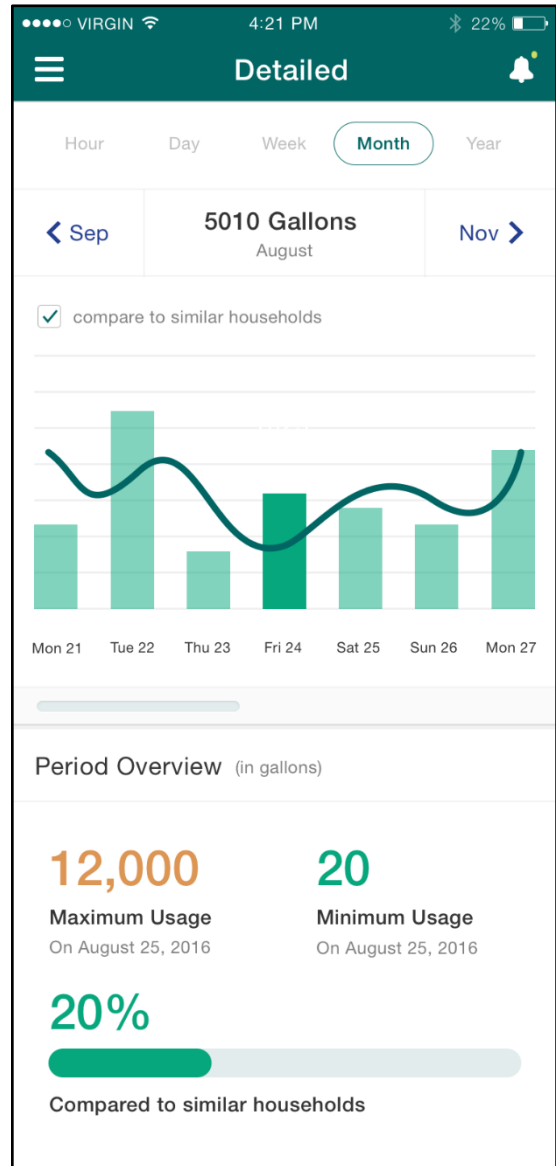 VIRGIN 4:21 PM 22%
Detailed
Hour Day Week Month Year
Sep 5010 Gallons Nov
August
compare to similar households
Mon 21 Tue 22 Thu 23 Fri 24 Sat 25 Sun 26 Mon 27
Period Overview (in gallons)
12,000 20
Maximum Usage Minimum Usage
On August 25, 2016 On August 25, 2016
20%
Compared to similar households